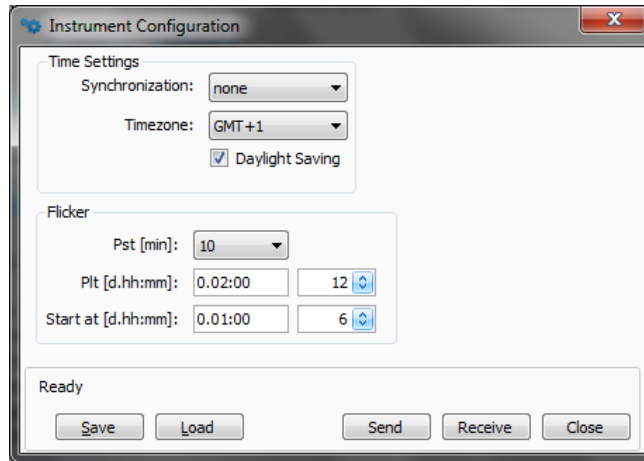 Instrument Configuration
Time Settings
Synchronization: none
Timezone: GMT+1
Daylight Saving
Flicker
Pst [min]: 10
Plt [d.hh:mm]: 0.02:00 12
Start at [d.hh:mm]: 0.01:00 6
Ready
Save Load Send Receive Close